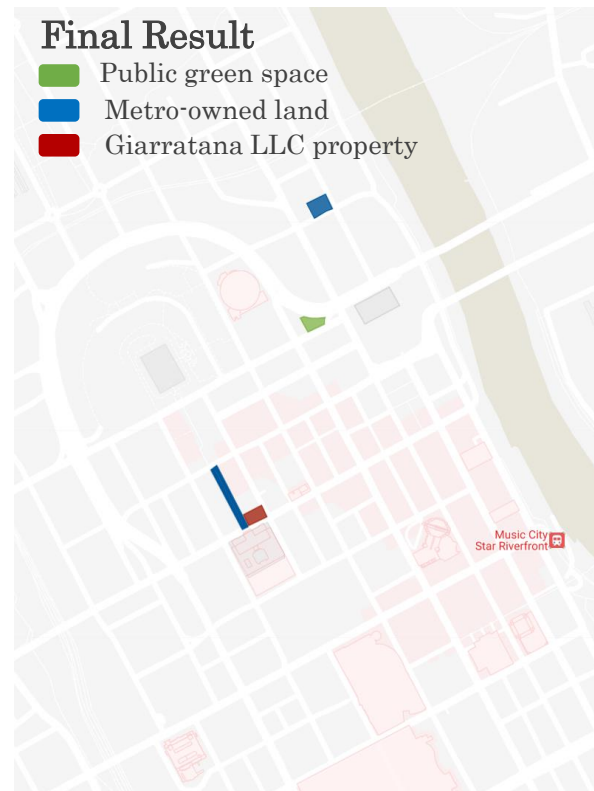 Final Result
Public green space
Metro-owned land
Giarratana LLC property
Music City
Star Riverfront